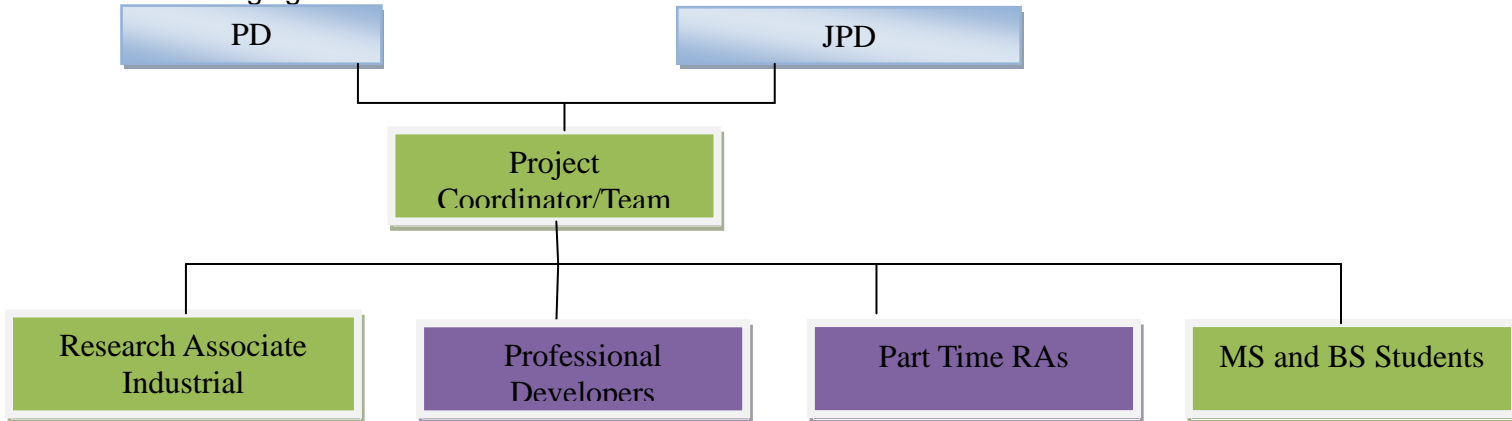 PD
JPD
Project
Coordinator/Team
Research Associate
Industrial
Professional
Developers
Part Time RAs
MS and BS Students